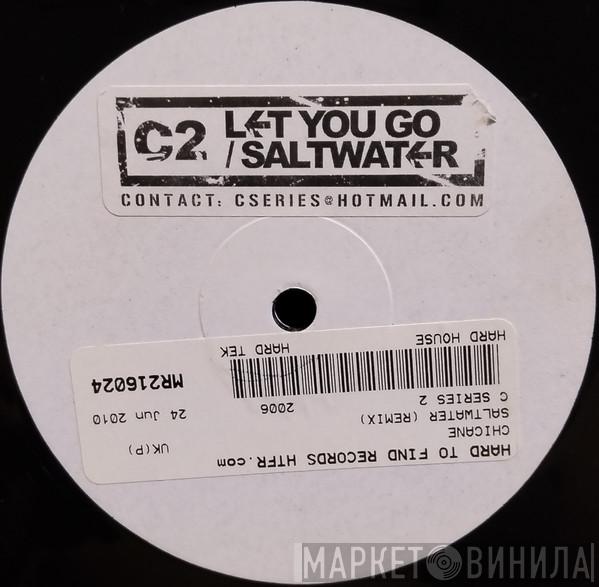 C2
LET YOU GO
/ SALTWATER
CONTACT: CSERIES@HOTMAIL.COM
HARD TO FIND RECORDS HTFR.com
CHICANE
UK(P)
SALTWATER (REMIX)
24 Jun 2010
C SERIES 2
2006
MR216024
HARD HOUSE
HARD TEK
МАРКЕТ ВИНИЛА